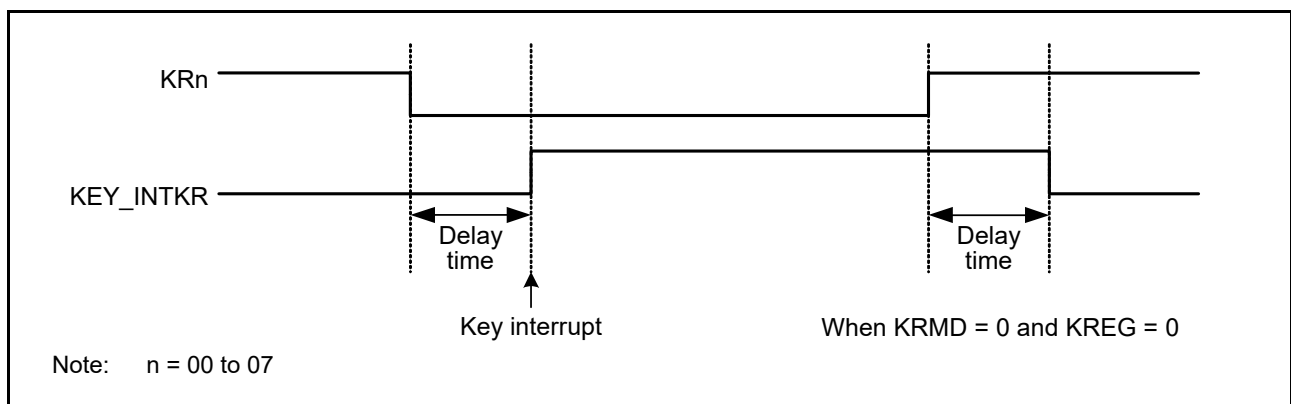 KRn
KEY_INTKR
Delay
time
Delay
time
Key interrupt
When KRMD = 0 and KREG = 0
Note: n = 00 to 07